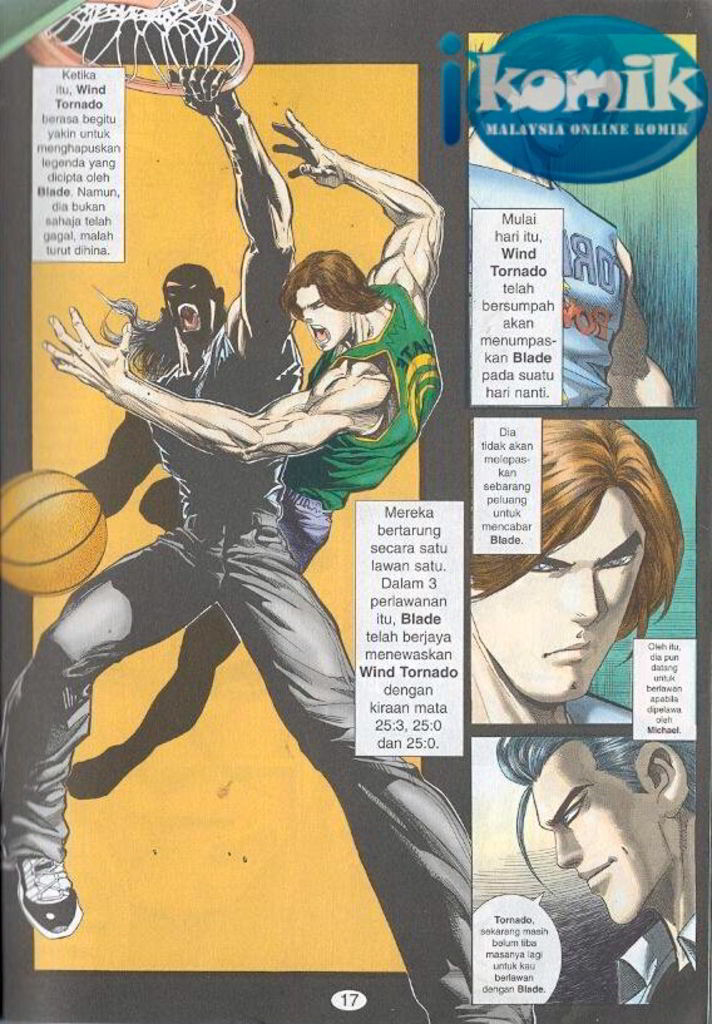 Ketika
itu, Wind
Tornado
berasa begitu
yakin untuk
menghapuskan
legenda yang
dicipta oleh
Blade. Namun,
dia bukan
sahaja telah
gagal, malah
turut dihina.
ikomik
MALAYSIA ONLINE KOMIK
Mulai
hari itu,
Wind
Tornado
telah
bersumpah
akan
menumpas-
kan Blade
pada suatu
hari nanti.
Dia
tidak akan
melepas-
kan
sebarang
peluang
untuk
mencabar
Blade.
Mereka
bertarung
secara satu
lawan satu.
Dalam 3
perlawanan
itu, Blade
telah berjaya
menewaskan
Wind Tornado
dengan
kiraan mata
25:3, 25:0
dan 25:0.
Oleh itu,
dia pun
datang
untuk
berlawan
apabila
dipelawa
oleh
Michael.
Tornado,
sekarang masih
belum tiba
masanya lagi
untuk kau
berlawan
dengan Blade.
17